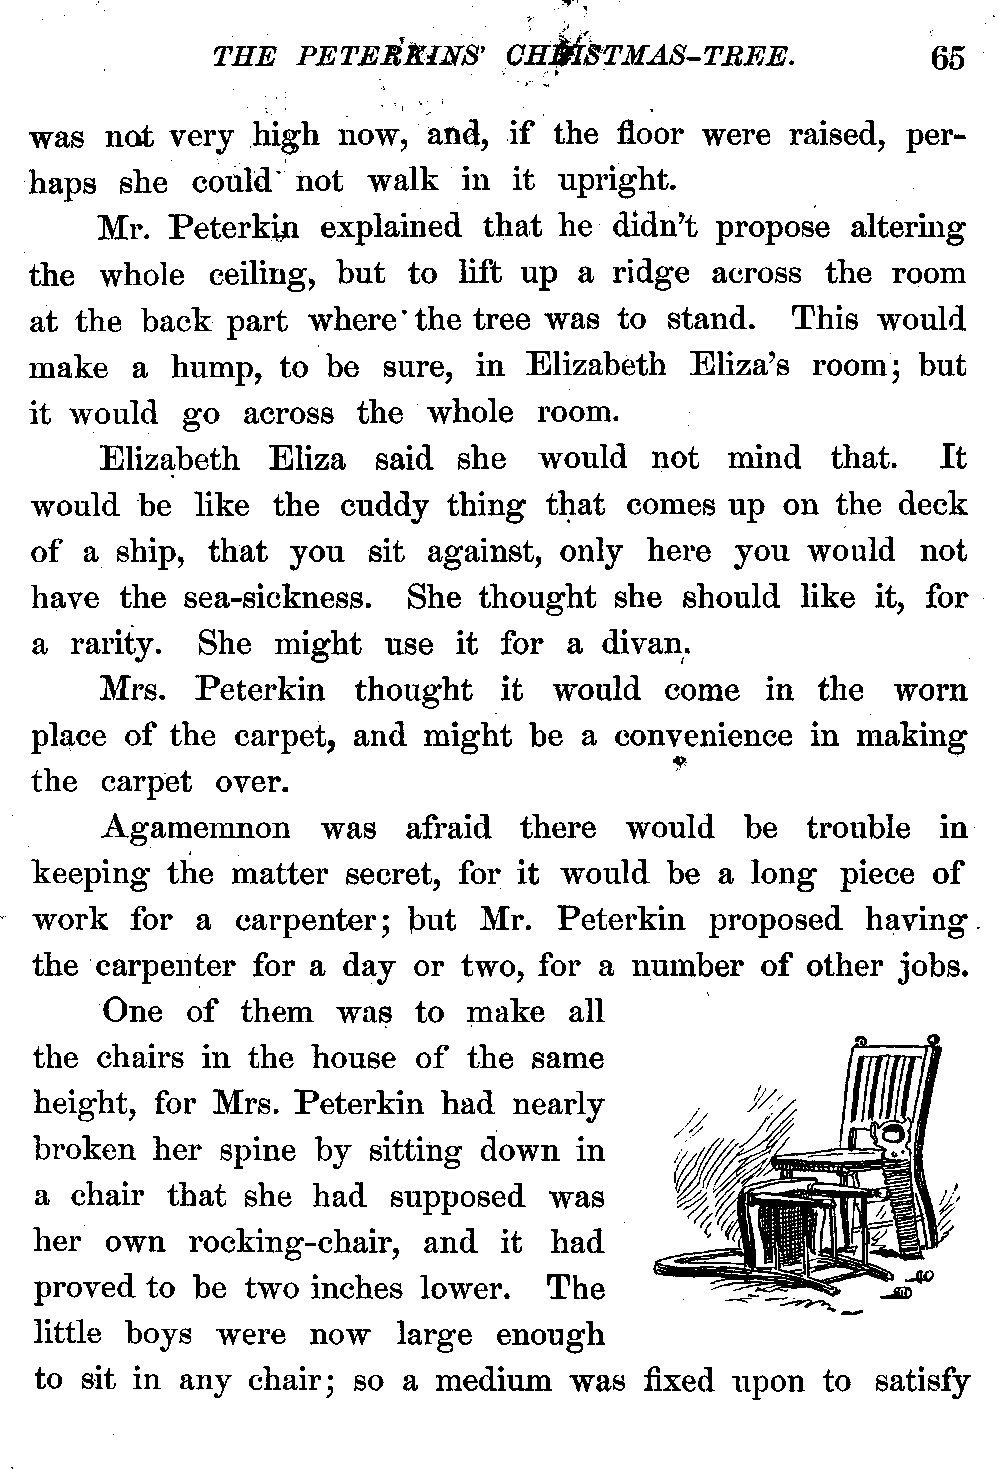 THE PETERKINS' CHRISTMAS-TREE. 65
was not very high now, and, if the floor were raised, per-
haps she could not walk in it upright.
Mr. Peterkin explained that he didn't propose altering
the whole ceiling, but to lift up a ridge across the room
at the back part where the tree was to stand. This would
make a hump, to be sure, in Elizabeth Eliza's room; but
it would go across the whole room.
Elizabeth Eliza said she would not mind that. It
would be like the cuddy thing that comes up on the deck
of a ship, that you sit against, only here you would not
have the sea-sickness. She thought she should like it, for
a rarity. She might use it for a divan.
Mrs. Peterkin thought it would come in the worn
place of the carpet, and might be a convenience in making
the carpet over.
Agamemnon was afraid there would be trouble in
keeping the matter secret, for it would be a long piece of
work for a carpenter; but Mr. Peterkin proposed having
the carpenter for a day or two, for a number of other jobs.
One of them was to make all
the chairs in the house of the same
height, for Mrs. Peterkin had nearly
broken her spine by sitting down in
a chair that she had supposed was
her own rocking-chair, and it had
proved to be two inches lower. The
little boys were now large enough
to sit in any chair; so a medium was fixed upon to satisfy